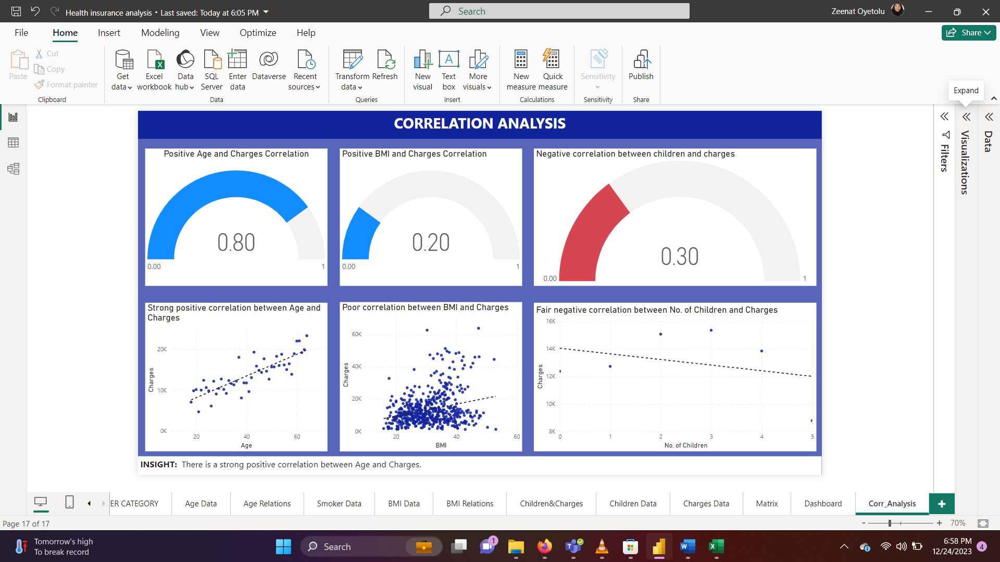 Health insurance analysis • Last saved: Today at 6:05 PM
Search
Zeenat Oyetolu
File Home Insert Modeling View Optimize Help
Share
Paste
Cut
Copy
Format painter
Clipboard
Get data
Excel workbook
Data hub
SQL Server
Enter data
Dataverse
Recent sources
Data
Transform data
Refresh
Queries
New visual
A
Text box
More visuals
Insert
New measure
Quick measure
Calculations
Sensitivity
Sensitivity
Publish
Share
Expand
Filters
Visualizations
Data
CORRELATION ANALYSIS
Positive Age and Charges Correlation
0.80
0.00 1
Positive BMI and Charges Correlation
0.20
0.00 1
Negative correlation between children and charges
0.30
0.00 1
Strong positive correlation between Age and
Charges
20K
10K
0K
Charges
20 40 60
Age
Poor correlation between BMI and Charges
60K
40K
20K
0K
Charges
20 40 60
BMI
Fair negative correlation between No. of Children and Charges
16K
14K
12K
10K
8K
Charges
0 1 2 3 4 5
No. of Children
INSIGHT: There is a strong positive correlation between Age and Charges.
ER CATEGORY
Age Data
Age Relations
Smoker Data
BMI Data
BMI Relations
Children&Charges
Children Data
Charges Data
Matrix
Dashboard
Corr_Analysis
+
Page 17 of 17
- + 70%
Tomorrow's high
To break record
Search
1
6:58 PM
12/24/2023
4